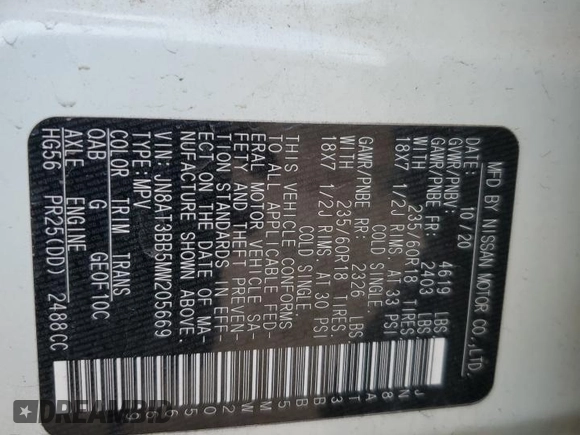 MFD BY NISSAN MOTOR CO.,LTD.
DATE: 10/20
GVWR/PNBV: 4619 LBS
GAWR/PNBE FR: 2403 LBS
WITH 235/60R18 TIRES,
18X7 1/2J RIMS, AT 33 PSI
COLD SINGLE
GAWR/PNBE RR: 2326 LBS
WITH 235/60R18 TIRES,
18X7 1/2J RIMS, AT 30 PSI
COLD SINGLE
THIS VEHICLE CONFORMS
TO ALL APPLICABLE FED-
ERAL MOTOR VEHICLE SA-
FETY AND THEFT PREVEN-
TION STANDARDS IN EFF-
ECT ON THE DATE OF MA-
NUFACTURE SHOWN ABOVE.
VIN: JN8AT3BB5MW205669
TYPE: MPV
COLOR TRIM TRANS
QAB G GE0F10C
AXLE ENGINE
HG56 PR25(DD) 2488CC
JN8AT3BB5MW205669
DREAMBID